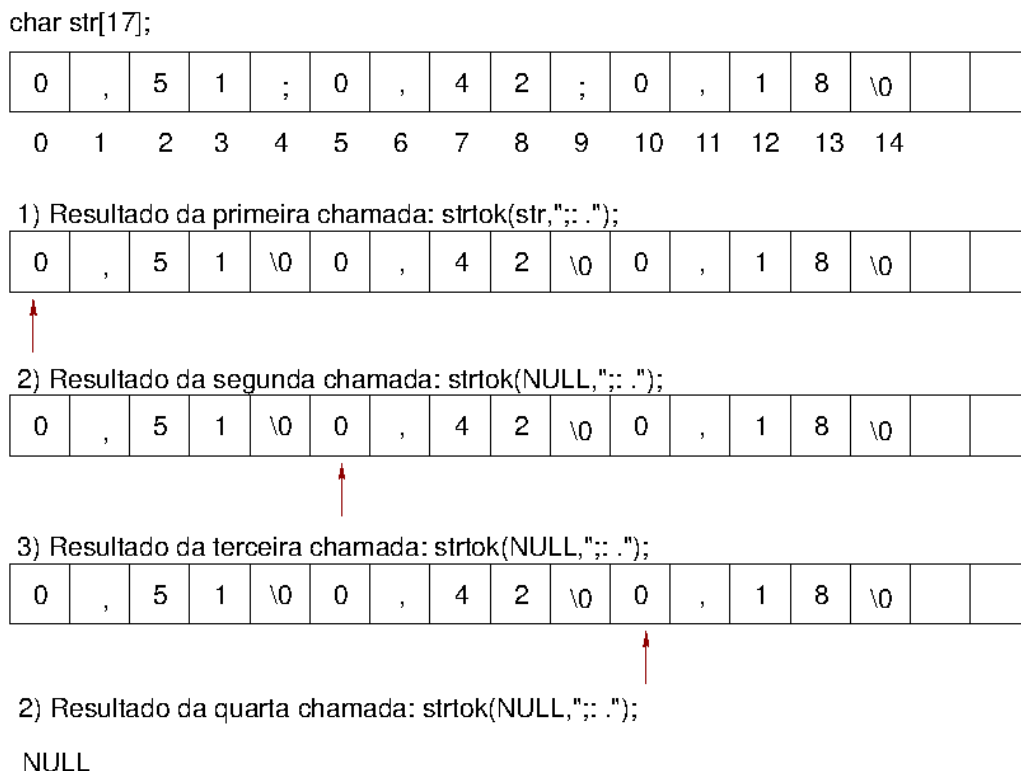 char str[17];
0 , 5 1 ; 0 , 4 2 ; 0 , 1 8 \0
0 1 2 3 4 5 6 7 8 9 10 11 12 13 14
1) Resultado da primeira chamada: strtok(str,";: .");
0 , 5 1 \0 0 , 4 2 \0 0 , 1 8 \0
2) Resultado da segunda chamada: strtok(NULL,";: .");
0 , 5 1 \0 0 , 4 2 \0 0 , 1 8 \0
3) Resultado da terceira chamada: strtok(NULL,";: .");
0 , 5 1 \0 0 , 4 2 \0 0 , 1 8 \0
2) Resultado da quarta chamada: strtok(NULL,";: .");
NULL